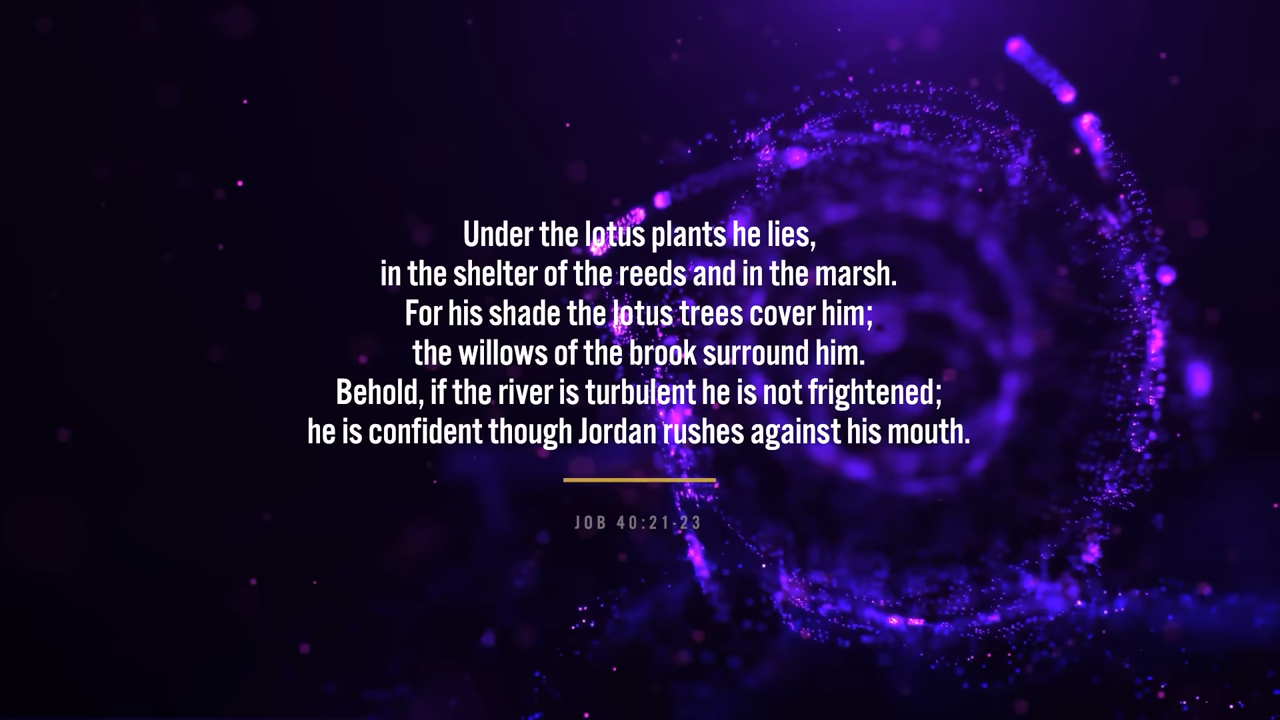 Under the lotus plants he lies,
in the shelter of the reeds and in the marsh.
For his shade the lotus trees cover him;
the willows of the brook surround him.
Behold, if the river is turbulent he is not frightened;
he is confident though Jordan rushes against his mouth.
JOB 40:21-23